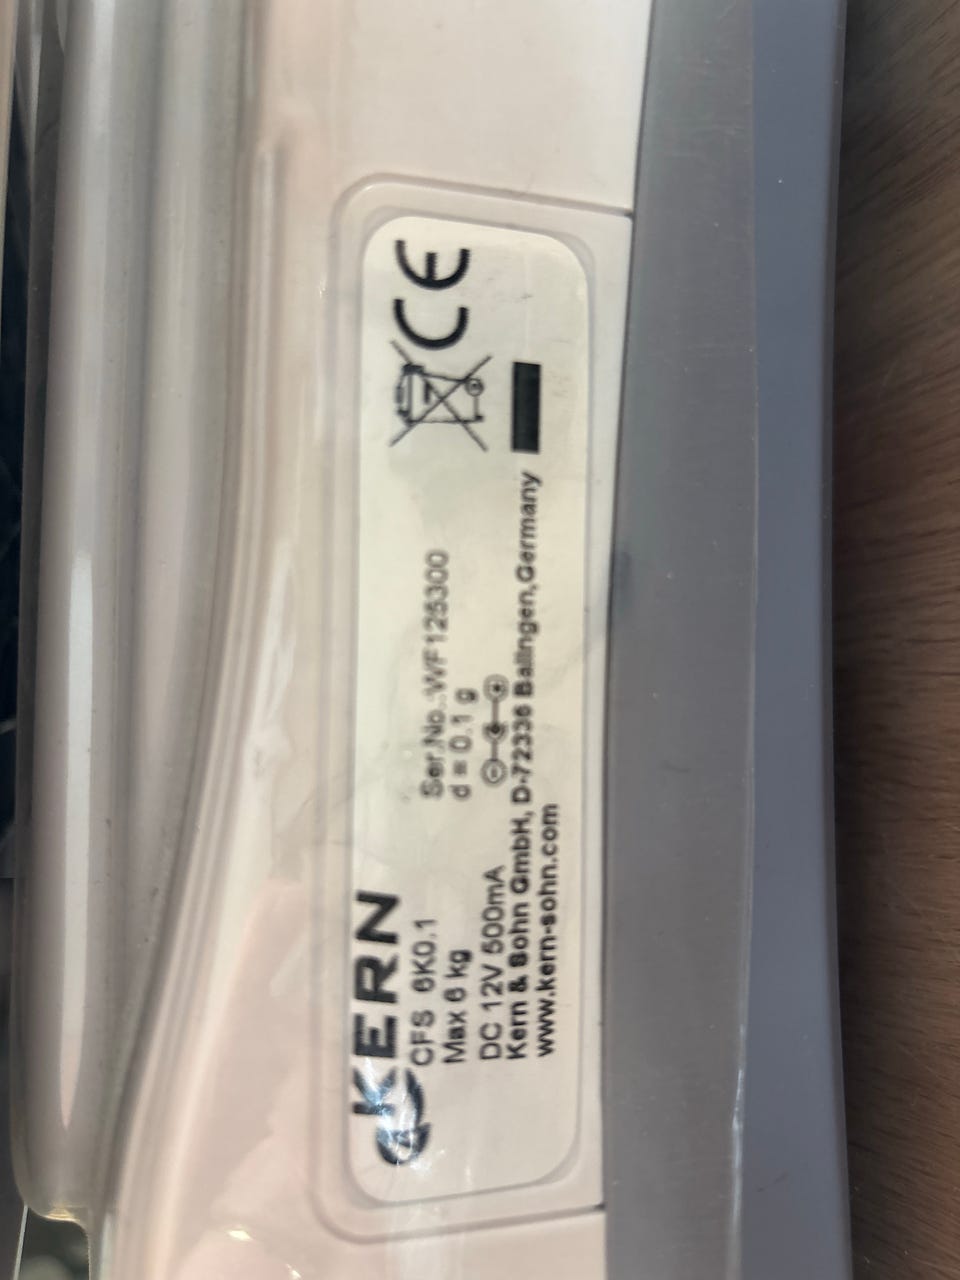 KERN
CFS 6K0.1
Ser.No.:WF125300
Max 6 kg
d = 0.1 g
DC 12V 500mA
Kern & Sohn GmbH, D-72336 Balingen,Germany
www.kern-sohn.com
CE